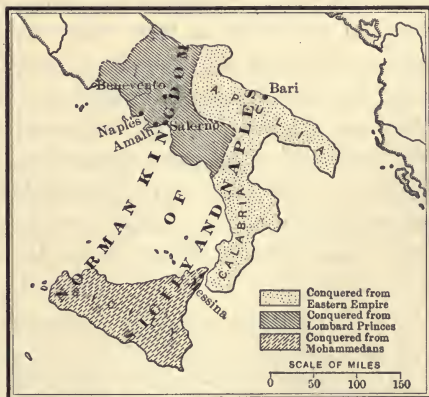 NORMAN KINGDOM
OF
SICILY AND NAPLES
Benevento
Naples
Amalfi
Salerno
Bari
APULIA
CALABRIA
Messina
Conquered from
Eastern Empire
Conquered from
Lombard Princes
Conquered from
Mohammedans
SCALE OF MILES
0 50 100 150